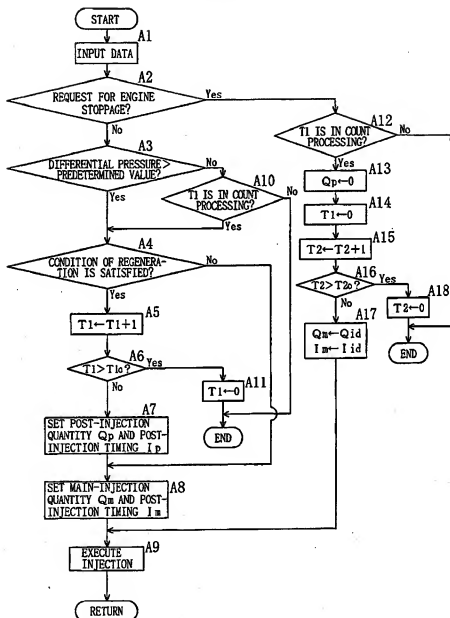 START
A1
INPUT DATA
A2
REQUEST FOR ENGINE
STOPPAGE?
Yes
No
A3
DIFFERENTIAL PRESSURE>
PREDETERMINED VALUE?
No
Yes
A10
T1 IS IN COUNT
PROCESSING?
No
Yes
A4
CONDITION OF REGENERA-
TION IS SATISFIED?
No
Yes
A5
T1←T1+1
A6
T1>T1o?
Yes
No
A11
T1←0
END
A7
SET POST-INJECTION
QUANTITY Qp AND POST-
INJECTION TIMING Ip
A8
SET MAIN-INJECTION
QUANTITY Qm AND POST-
INJECTION TIMING Im
A9
EXECUTE
INJECTION
RETURN
A12
T1 IS IN COUNT
PROCESSING?
No
Yes
A13
Qp←0
A14
T1←0
A15
T2←T2+1
A16
T2>T2o?
Yes
No
A17
Qm←Qid
Im←Iid
A18
T2←0
END